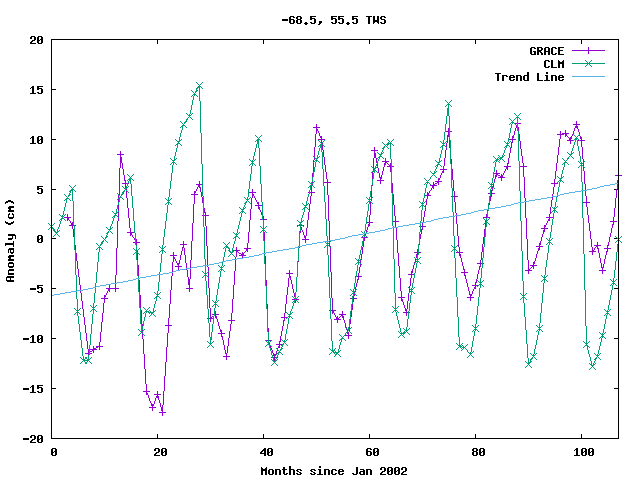 -68.5, 55.5 TWS
GRACE
CLM
Trend Line
20
15
10
5
0
-5
-10
-15
-20
Anomaly (cm)
0 20 40 60 80 100
Months since Jan 2002